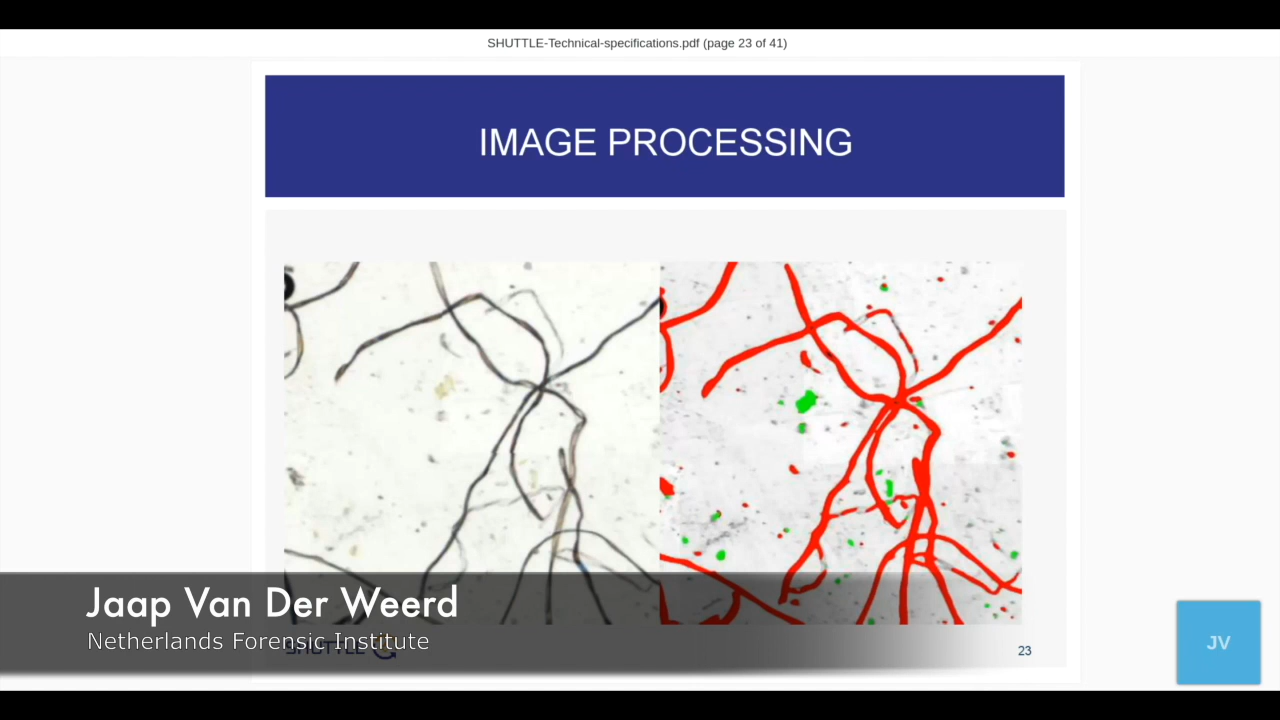 SHUTTLE-Technical-specifications.pdf (page 23 of 41)
IMAGE PROCESSING
Jaap Van Der Weerd
Netherlands Forensic Institute
SHUTTLE
23
JV